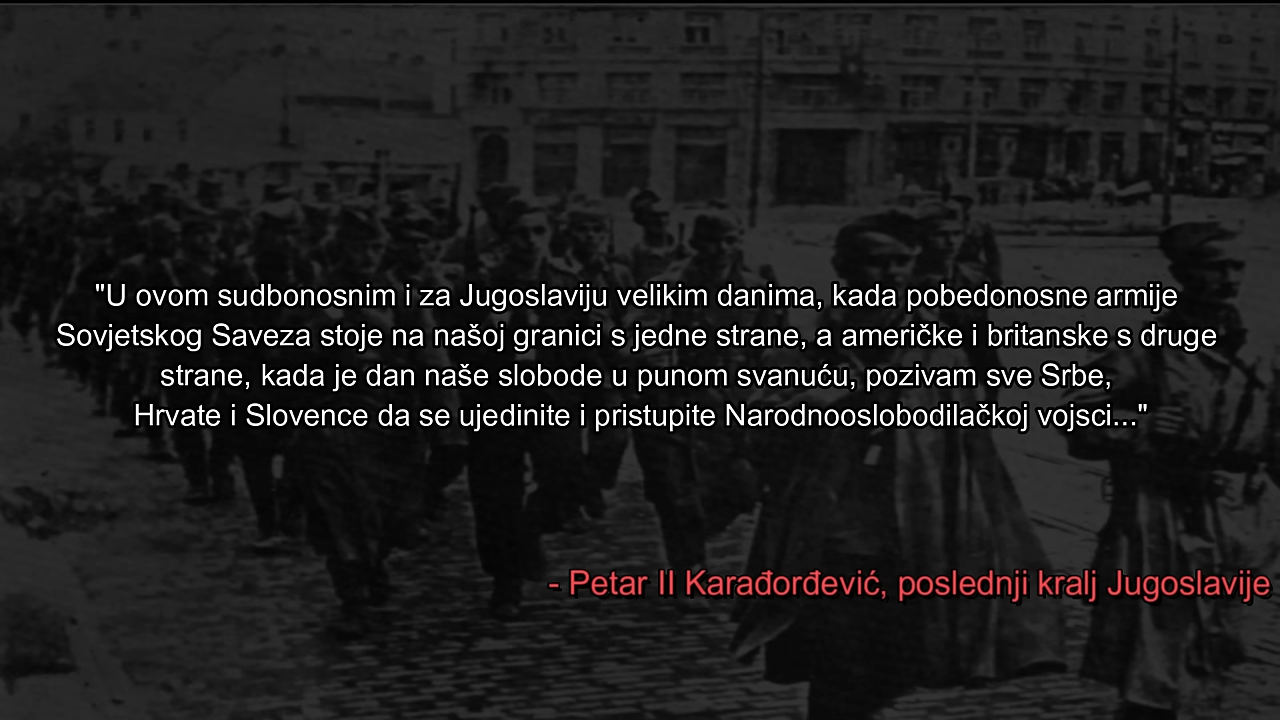 "U ovom sudbonosnim i za Jugoslaviju velikim danima, kada pobedonosne armije
Sovjetskog Saveza stoje na našoj granici s jedne strane, a američke i britanske s druge
strane, kada je dan naše slobode u punom svanuću, pozivam sve Srbe,
Hrvate i Slovence da se ujedinite i pristupite Narodnooslobodilačkoj vojsci..."
- Petar II Karađorđević, poslednji kralj Jugoslavije